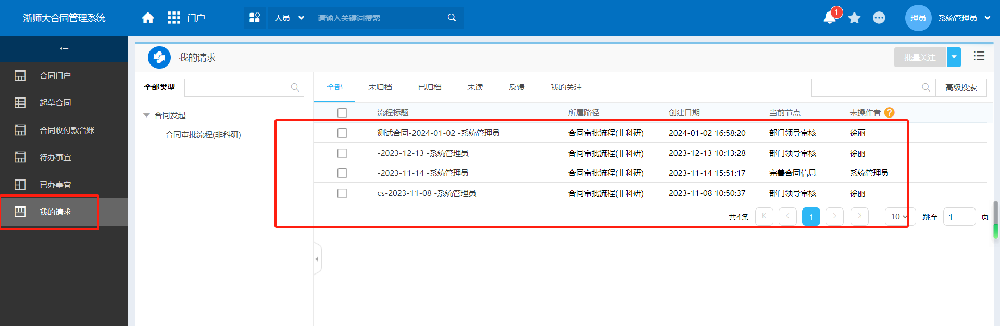 浙师大合同管理系统
门户
人员
请输入关键词搜索
1
理员
系统管理员
合同门户
起草合同
合同收付款台账
待办事宜
已办事宜
我的请求
我的请求
批量关注
全部类型
合同发起
合同审批流程(非科研)
全部 未归档 已归档 未读 反馈 我的关注
高级搜索
流程标题 所属路径 创建日期 当前节点 未操作者 ?
测试合同-2024-01-02 -系统管理员 合同审批流程(非科研) 2024-01-02 16:58:20 部门领导审核 徐丽
-2023-12-13 -系统管理员 合同审批流程(非科研) 2023-12-13 10:13:28 部门领导审核 徐丽
-2023-11-14 -系统管理员 合同审批流程(非科研) 2023-11-14 15:51:17 完善合同信息 系统管理员
cs-2023-11-08 -系统管理员 合同审批流程(非科研) 2023-11-08 10:50:37 部门领导审核 徐丽
共4条 1 10 跳至 1 页